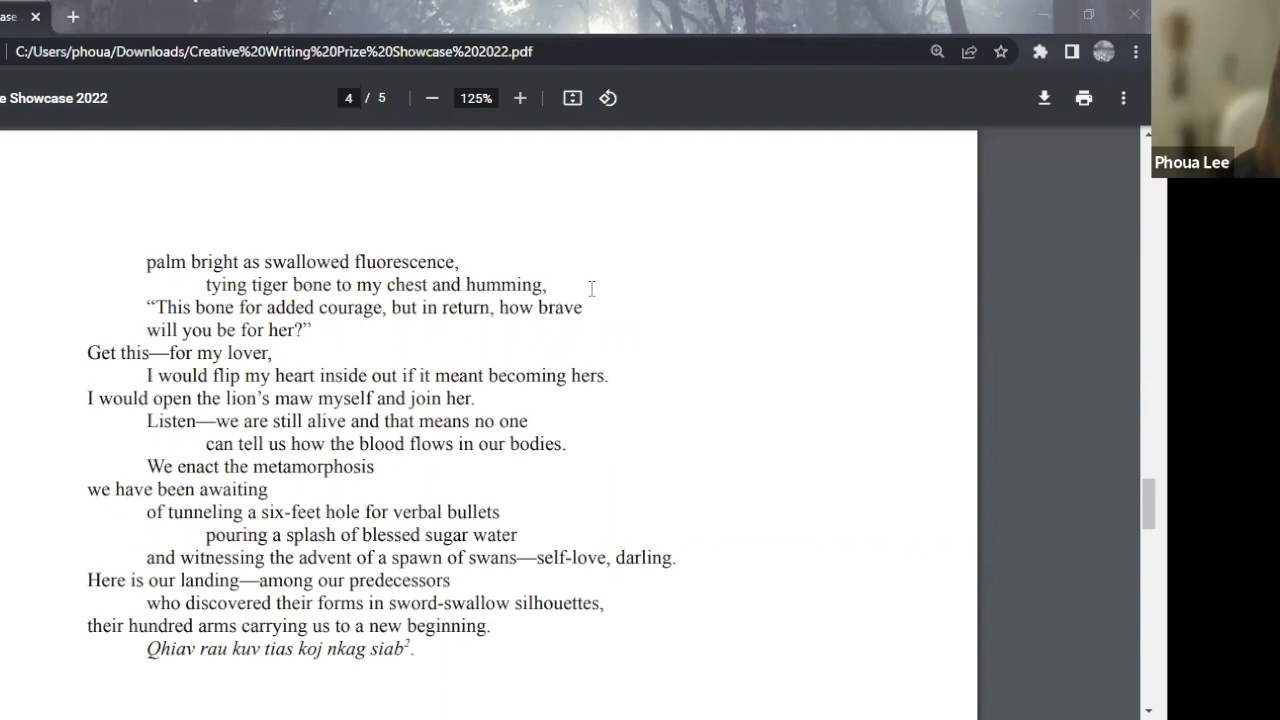 ase
C:/Users/phoua/Downloads/Creative%20Writing%20Prize%20Showcase%202022.pdf
e Showcase 2022
4 / 5
125%
Phoua Lee
palm bright as swallowed fluorescence,
tying tiger bone to my chest and humming,
“This bone for added courage, but in return, how brave
will you be for her?”
Get this—for my lover,
I would flip my heart inside out if it meant becoming hers.
I would open the lion’s maw myself and join her.
Listen—we are still alive and that means no one
can tell us how the blood flows in our bodies.
We enact the metamorphosis
we have been awaiting
of tunneling a six-feet hole for verbal bullets
pouring a splash of blessed sugar water
and witnessing the advent of a spawn of swans—self-love, darling.
Here is our landing—among our predecessors
who discovered their forms in sword-swallow silhouettes,
their hundred arms carrying us to a new beginning.
Qhiav rau kuv tias koj nkag siab².